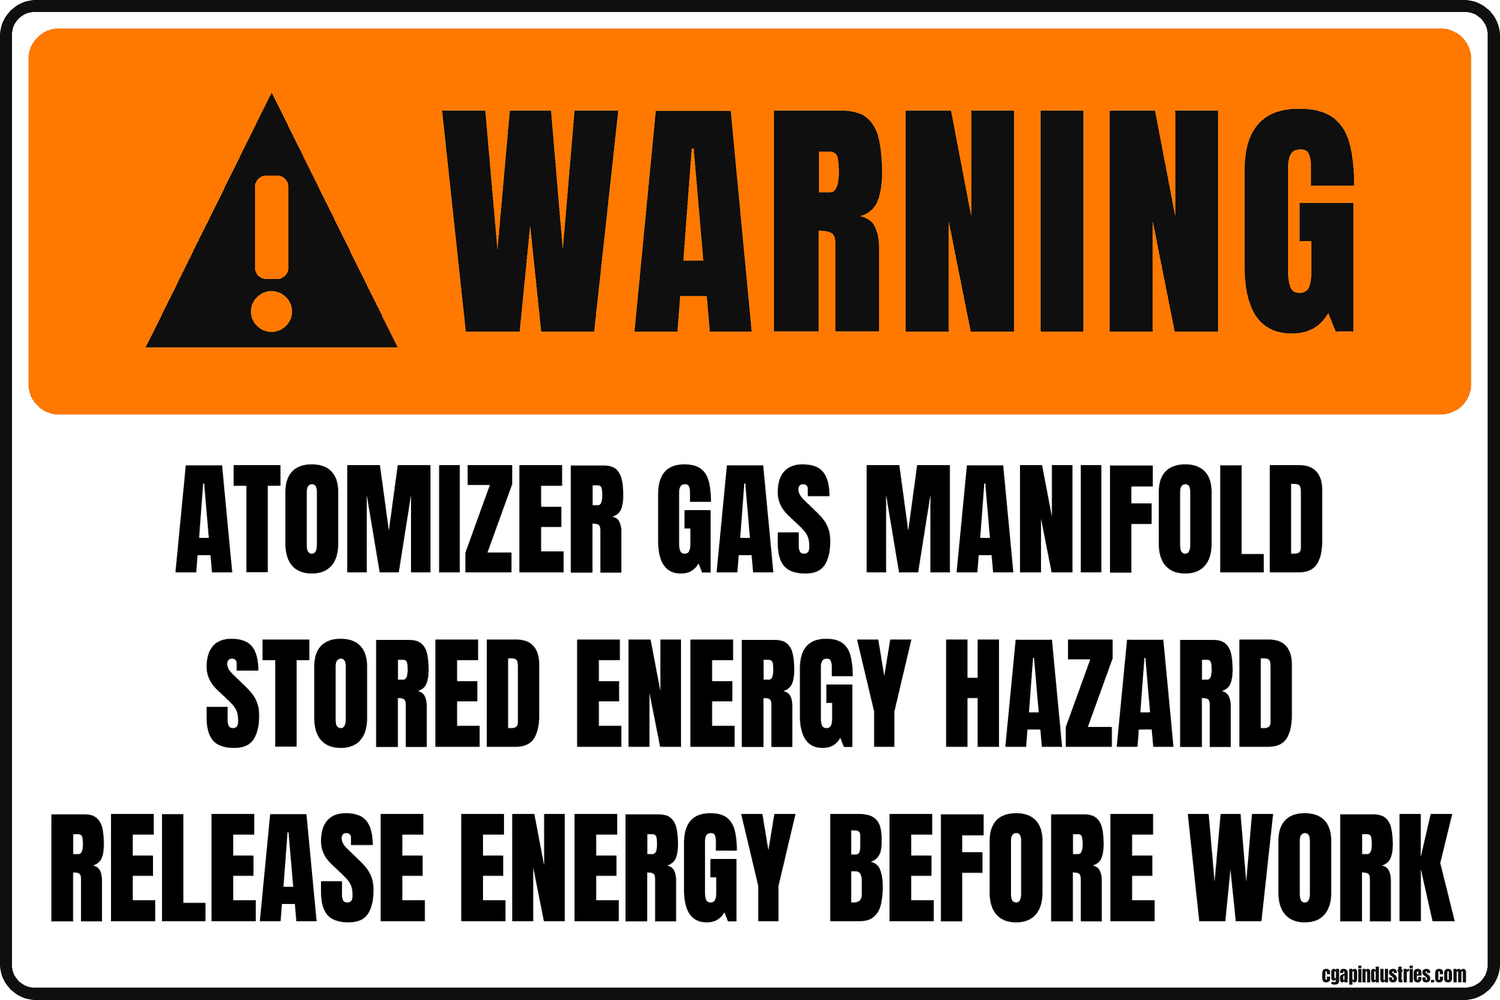 WARNING
ATOMIZER GAS MANIFOLD
STORED ENERGY HAZARD
RELEASE ENERGY BEFORE WORK
cgapindustries.com